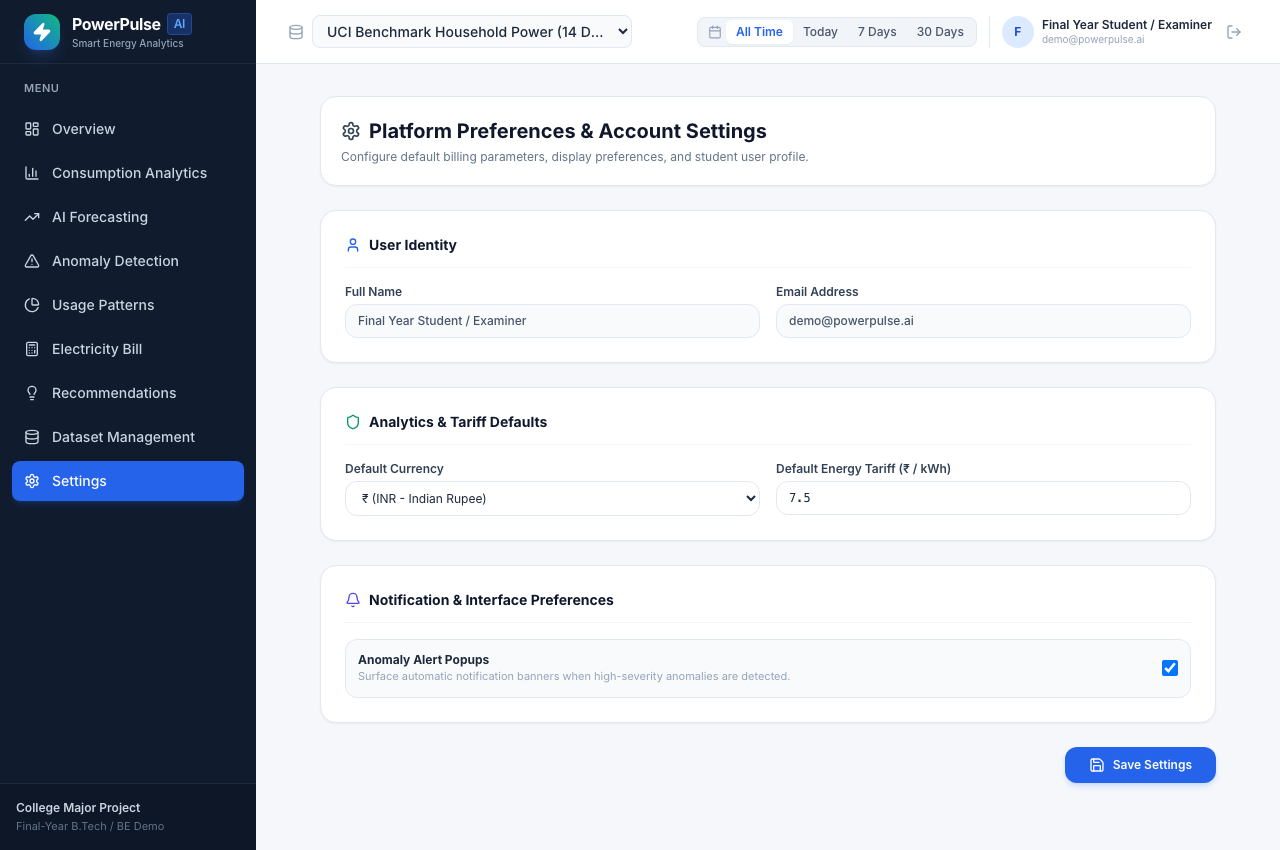 PowerPulse AI
Smart Energy Analytics
MENU
Overview
Consumption Analytics
AI Forecasting
Anomaly Detection
Usage Patterns
Electricity Bill
Recommendations
Dataset Management
Settings
College Major Project
Final-Year B.Tech / BE Demo
UCI Benchmark Household Power (14 D...
All Time Today 7 Days 30 Days
F
Final Year Student / Examiner
demo@powerpulse.ai
Platform Preferences & Account Settings
Configure default billing parameters, display preferences, and student user profile.
User Identity
Full Name
Final Year Student / Examiner
Email Address
demo@powerpulse.ai
Analytics & Tariff Defaults
Default Currency
₹ (INR - Indian Rupee)
Default Energy Tariff (₹ / kWh)
7.5
Notification & Interface Preferences
Anomaly Alert Popups
Surface automatic notification banners when high-severity anomalies are detected.
Save Settings